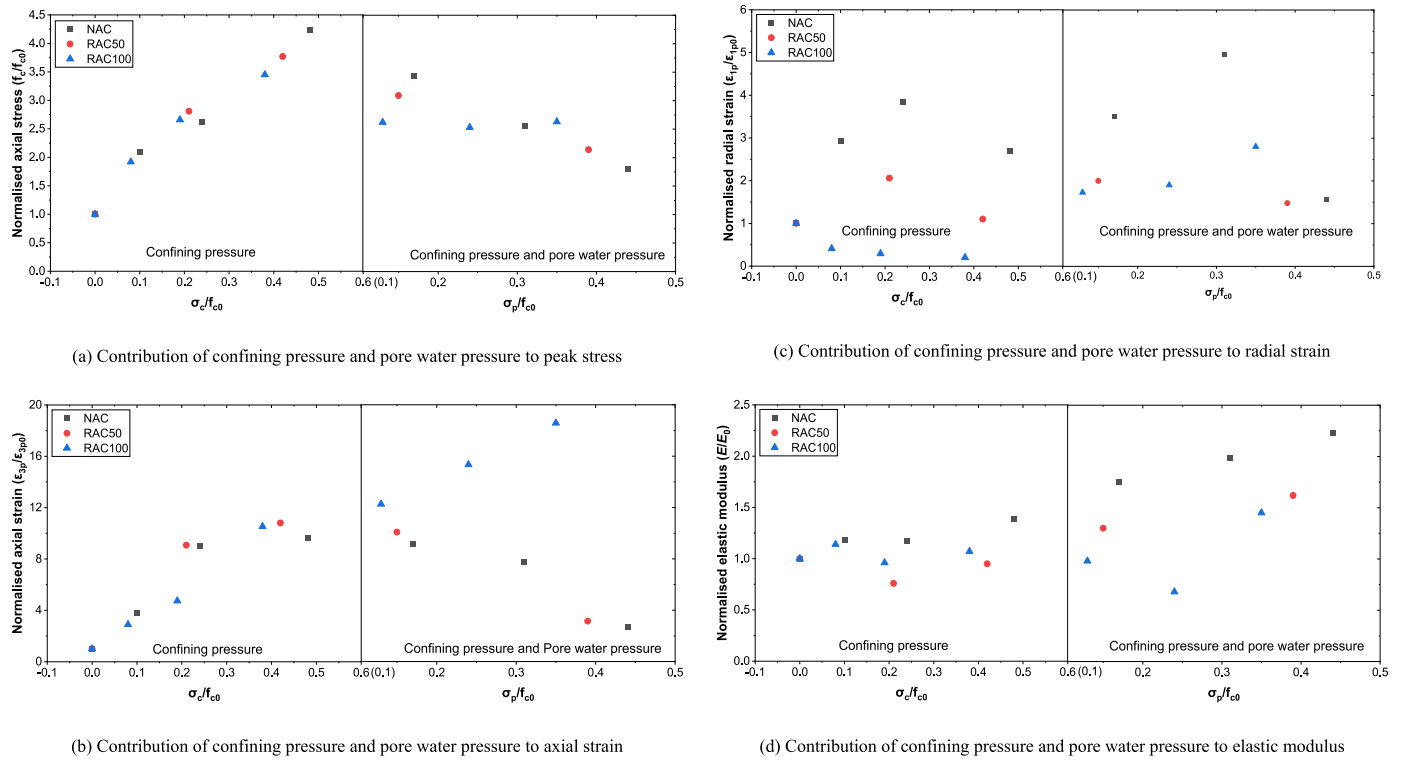 Normalised axial stress (fc/fc0)
4.5
4.0
3.5
3.0
2.5
2.0
1.5
1.0
0.5
0.0
NAC
RAC50
RAC100
Confining pressure
Confining pressure and pore water pressure
-0.1 0.0 0.1 0.2 0.3 0.4 0.5 0.6 (0.1) 0.2 0.3 0.4 0.5
σc/fc0 σp/fc0
(a) Contribution of confining pressure and pore water pressure to peak stress
Normalised radial strain (ε1p/ε1p0)
6
5
4
3
2
1
0
NAC
RAC50
RAC100
Confining pressure
Confining pressure and pore water pressure
−0.1 0.0 0.1 0.2 0.3 0.4 0.5 0.6 (0.1) 0.2 0.3 0.4 0.5
σc/fc0 σp/fc0
(c) Contribution of confining pressure and pore water pressure to radial strain
Normalised axial strain (ε3p/ε3p0)
20
16
12
8
4
0
NAC
RAC50
RAC100
Confining pressure
Confining pressure and Pore water pressure
-0.1 0.0 0.1 0.2 0.3 0.4 0.5 0.6 (0.1) 0.2 0.3 0.4 0.5
σc/fc0 σp/fc0
(b) Contribution of confining pressure and pore water pressure to axial strain
Normalised elastic modulus (E/E0)
2.5
2.0
1.5
1.0
0.5
0.0
NAC
RAC50
RAC100
Confining pressure
Confining pressure and pore water pressure
-0.1 0.0 0.1 0.2 0.3 0.4 0.5 0.6 (0.1) 0.2 0.3 0.4 0.5
σc/fc0 σp/fc0
(d) Contribution of confining pressure and pore water pressure to elastic modulus